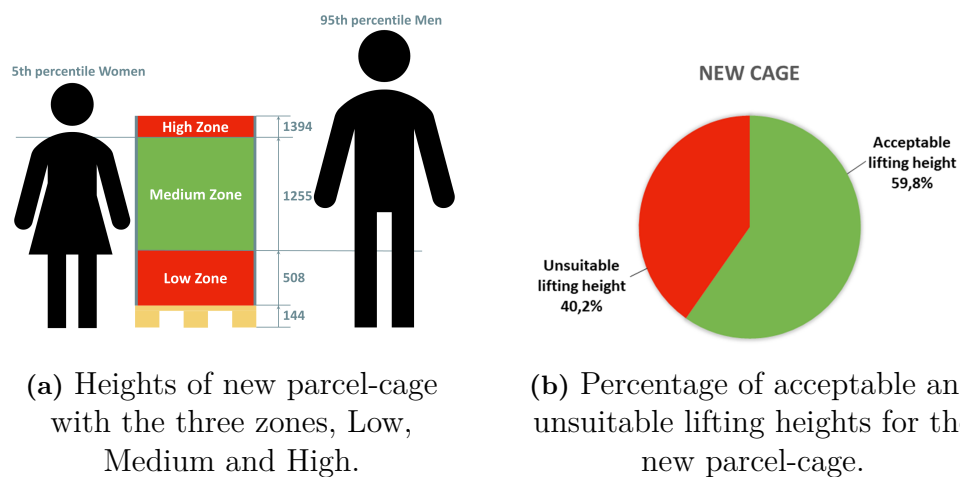 95th percentile Men
5th percentile Women
High Zone
1394
Medium Zone
1255
Low Zone
508
144
NEW CAGE
Acceptable
lifting height
59,8%
Unsuitable
lifting height
40,2%
(a) Heights of new parcel-cage
with the three zones, Low,
Medium and High.
(b) Percentage of acceptable an
unsuitable lifting heights for the
new parcel-cage.